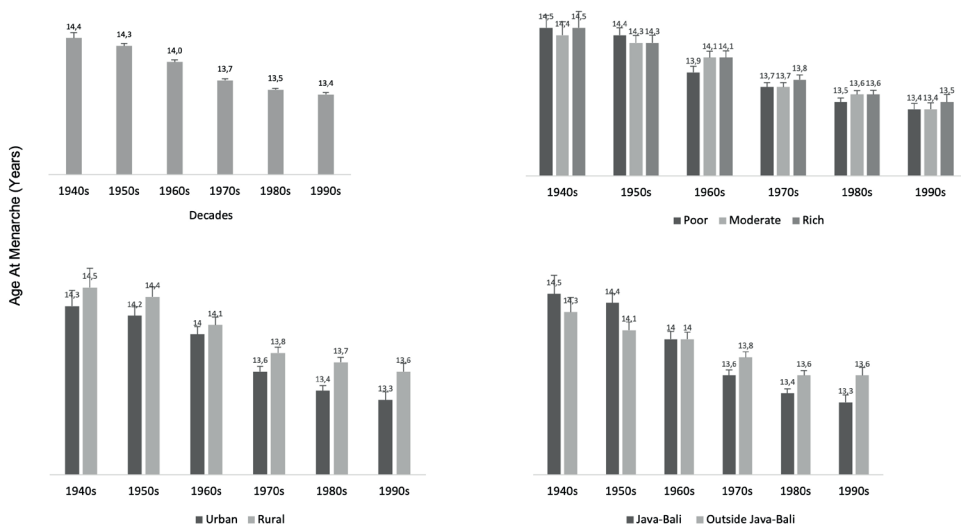 Age At Menarche (Years)
14,4
14,3
14,0
13,7
13,5
13,4
1940s 1950s 1960s 1970s 1980s 1990s
Decades
14,5 14,4 14,5 14,4 14,3 14,3 13,9 14,1 14,1 13,7 13,7 13,8 13,5 13,6 13,6 13,4 13,4 13,5
1940s 1950s 1960s 1970s 1980s 1990s
Poor Moderate Rich
14,3 14,5 14,2 14,4 14 14,1 13,6 13,8 13,4 13,7 13,3 13,6
1940s 1950s 1960s 1970s 1980s 1990s
Urban Rural
14,5 14,3 14,4 14,1 14 14 13,6 13,8 13,4 13,6 13,3 13,6
1940s 1950s 1960s 1970s 1980s 1990s
Java-Bali Outside Java-Bali